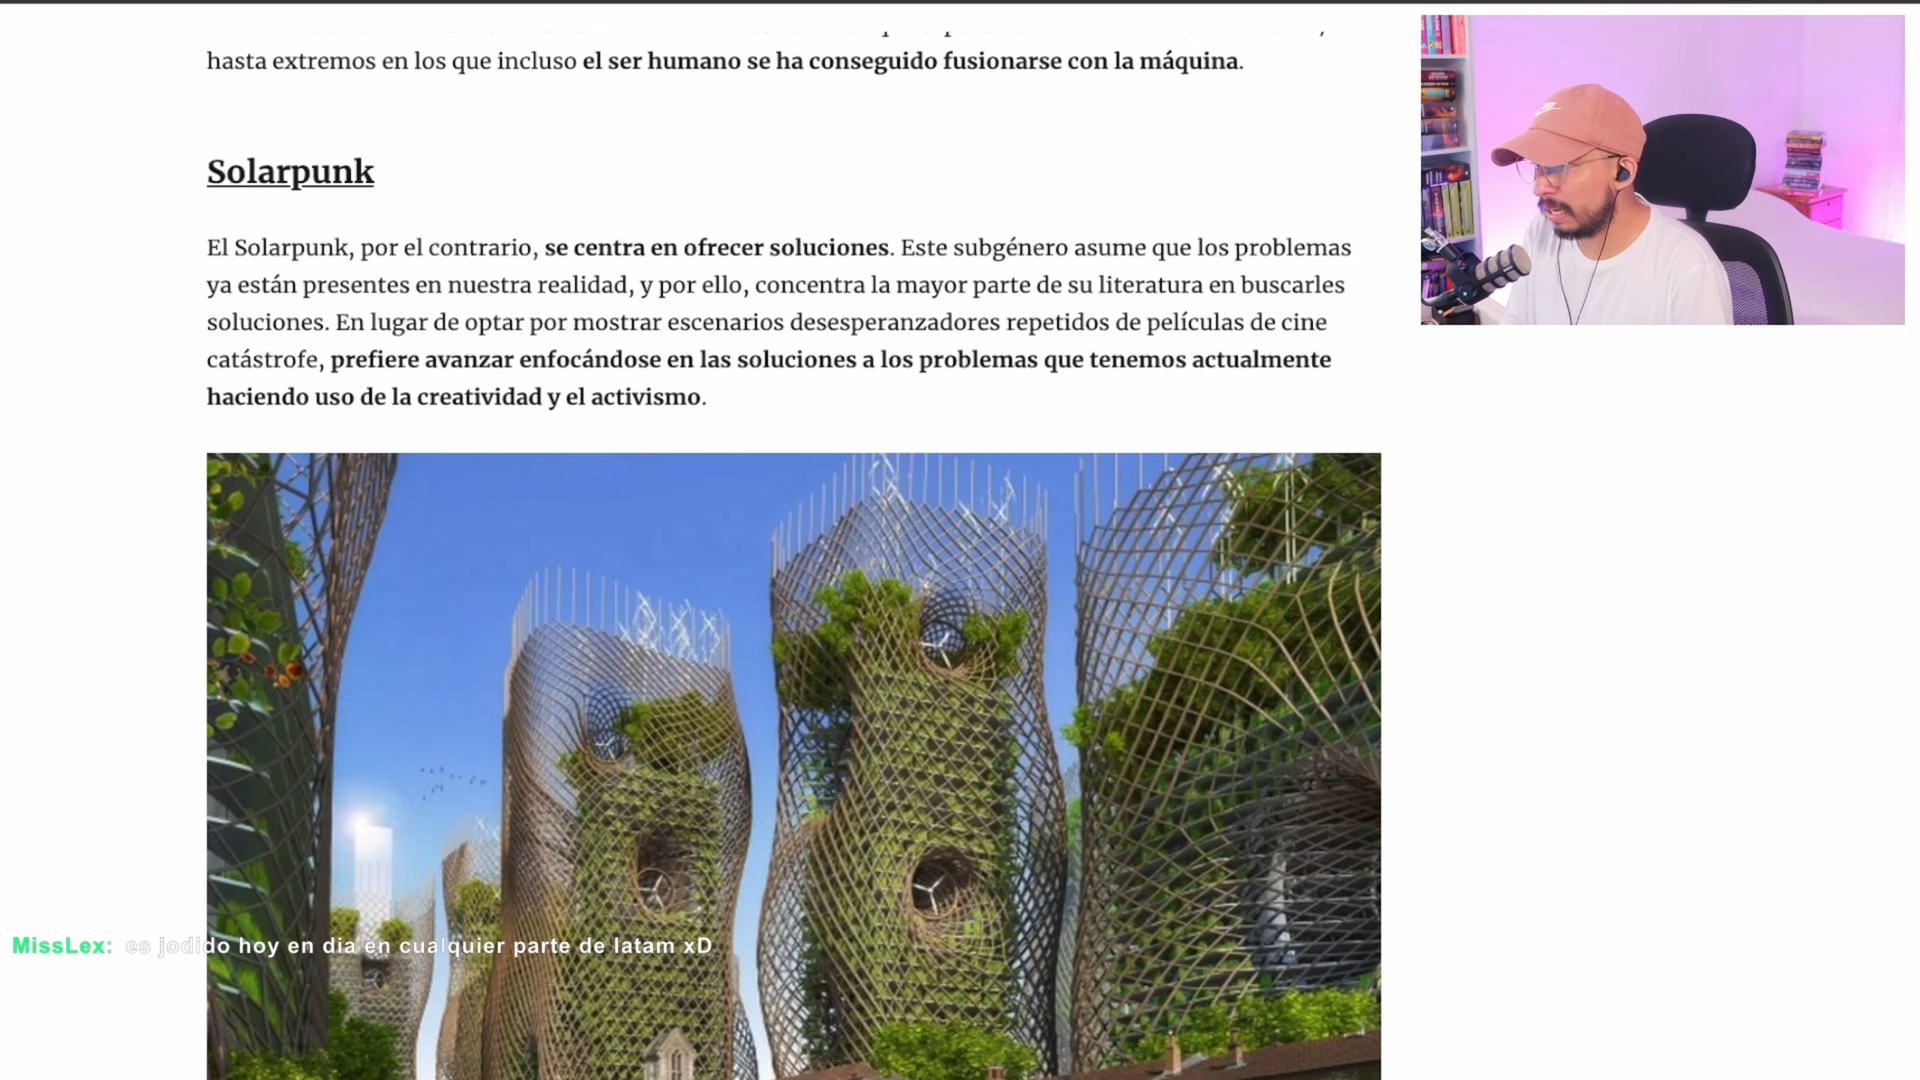 hasta extremos en los que incluso el ser humano se ha conseguido fusionarse con la máquina.
Solarpunk
El Solarpunk, por el contrario, se centra en ofrecer soluciones. Este subgénero asume que los problemas
ya están presentes en nuestra realidad, y por ello, concentra la mayor parte de su literatura en buscarles
soluciones. En lugar de optar por mostrar escenarios desesperanzadores repetidos de películas de cine
catástrofe, prefiere avanzar enfocándose en las soluciones a los problemas que tenemos actualmente
haciendo uso de la creatividad y el activismo.
MissLex: es jodido hoy en dia en cualquier parte de latam xD